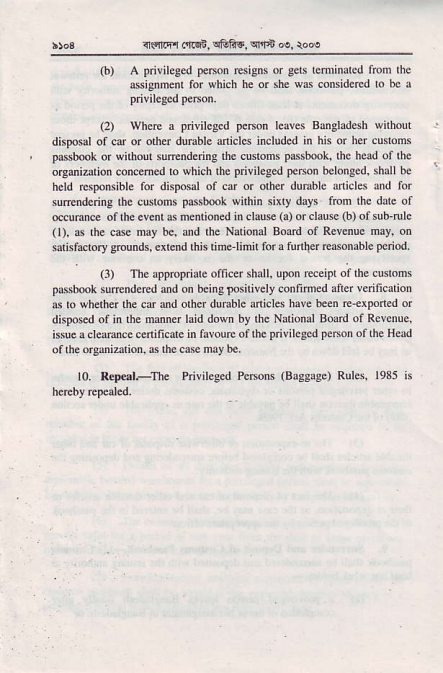 ৯১০৪ বাংলাদেশ গেজেট, অতিরিক্ত, আগস্ট ০৩, ২০০৩
(b) A privileged person resigns or gets terminated from the
assignment for which he or she was considered to be a
privileged person.
(2) Where a privileged person leaves Bangladesh without
disposal of car or other durable articles included in his or her customs
passbook or without surrendering the customs passbook, the head of the
organization concerned to which the privileged person belonged, shall be
held responsible for disposal of car or other durable articles and for
surrendering the customs passbook within sixty days from the date of
occurance of the event as mentioned in clause (a) or clause (b) of sub-rule
(1), as the case may be, and the National Board of Revenue may, on
satisfactory grounds, extend this time-limit for a further reasonable period.
(3) The appropriate officer shall, upon receipt of the customs
passbook surrendered and on being positively confirmed after verification
as to whether the car and other durable articles have been re-exported or
disposed of in the manner laid down by the National Board of Revenue,
issue a clearance certificate in favoure of the privileged person of the Head
of the organization, as the case may be.
10. Repeal.—The Privileged Persons (Baggage) Rules, 1985 is
hereby repealed.